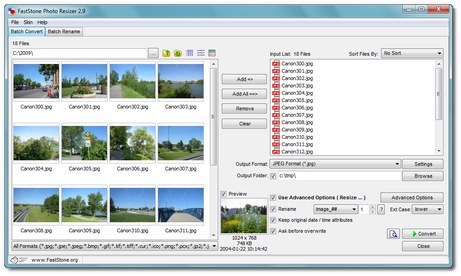 FastStone Photo Resizer 2.9
File Skin Help
Batch Convert Batch Rename
18 Files
C:\2009\
...
Canon300.jpg Canon301.jpg Canon302.jpg Canon303.jpg
Canon304.jpg Canon305.jpg Canon306.jpg Canon307.jpg
Canon308.jpg Canon309.jpg Canon310.jpg Canon311.jpg
Add =>
Add All ==>
Remove
Clear
Input List: 18 Files
Sort Files By: No Sort
Canon300.jpg
Canon301.jpg
Canon302.jpg
Canon303.jpg
Canon304.jpg
Canon305.jpg
Canon306.jpg
Canon307.jpg
Canon308.jpg
Canon309.jpg
Canon310.jpg
Canon311.jpg
Canon312.jpg
Output Format: JPEG Format (*.jpg) Settings
Output Folder: c:\tmp\ Browse
Preview
1024 x 768
748 KB
2004-01-22 10:14:42
Use Advanced Options ( Resize ... ) Advanced Options
Rename Image_## 1 ? Ext Case lower
Keep original date / time attributes
Ask before overwrite
Convert
Close
All Formats (*.jpg;*.jpe;*.jpeg;*.bmp;*.gif;*.tif;*.tiff;*.cur;*.ico;*.png;*.pcx;*.jp2;*.j
www.FastStone.org